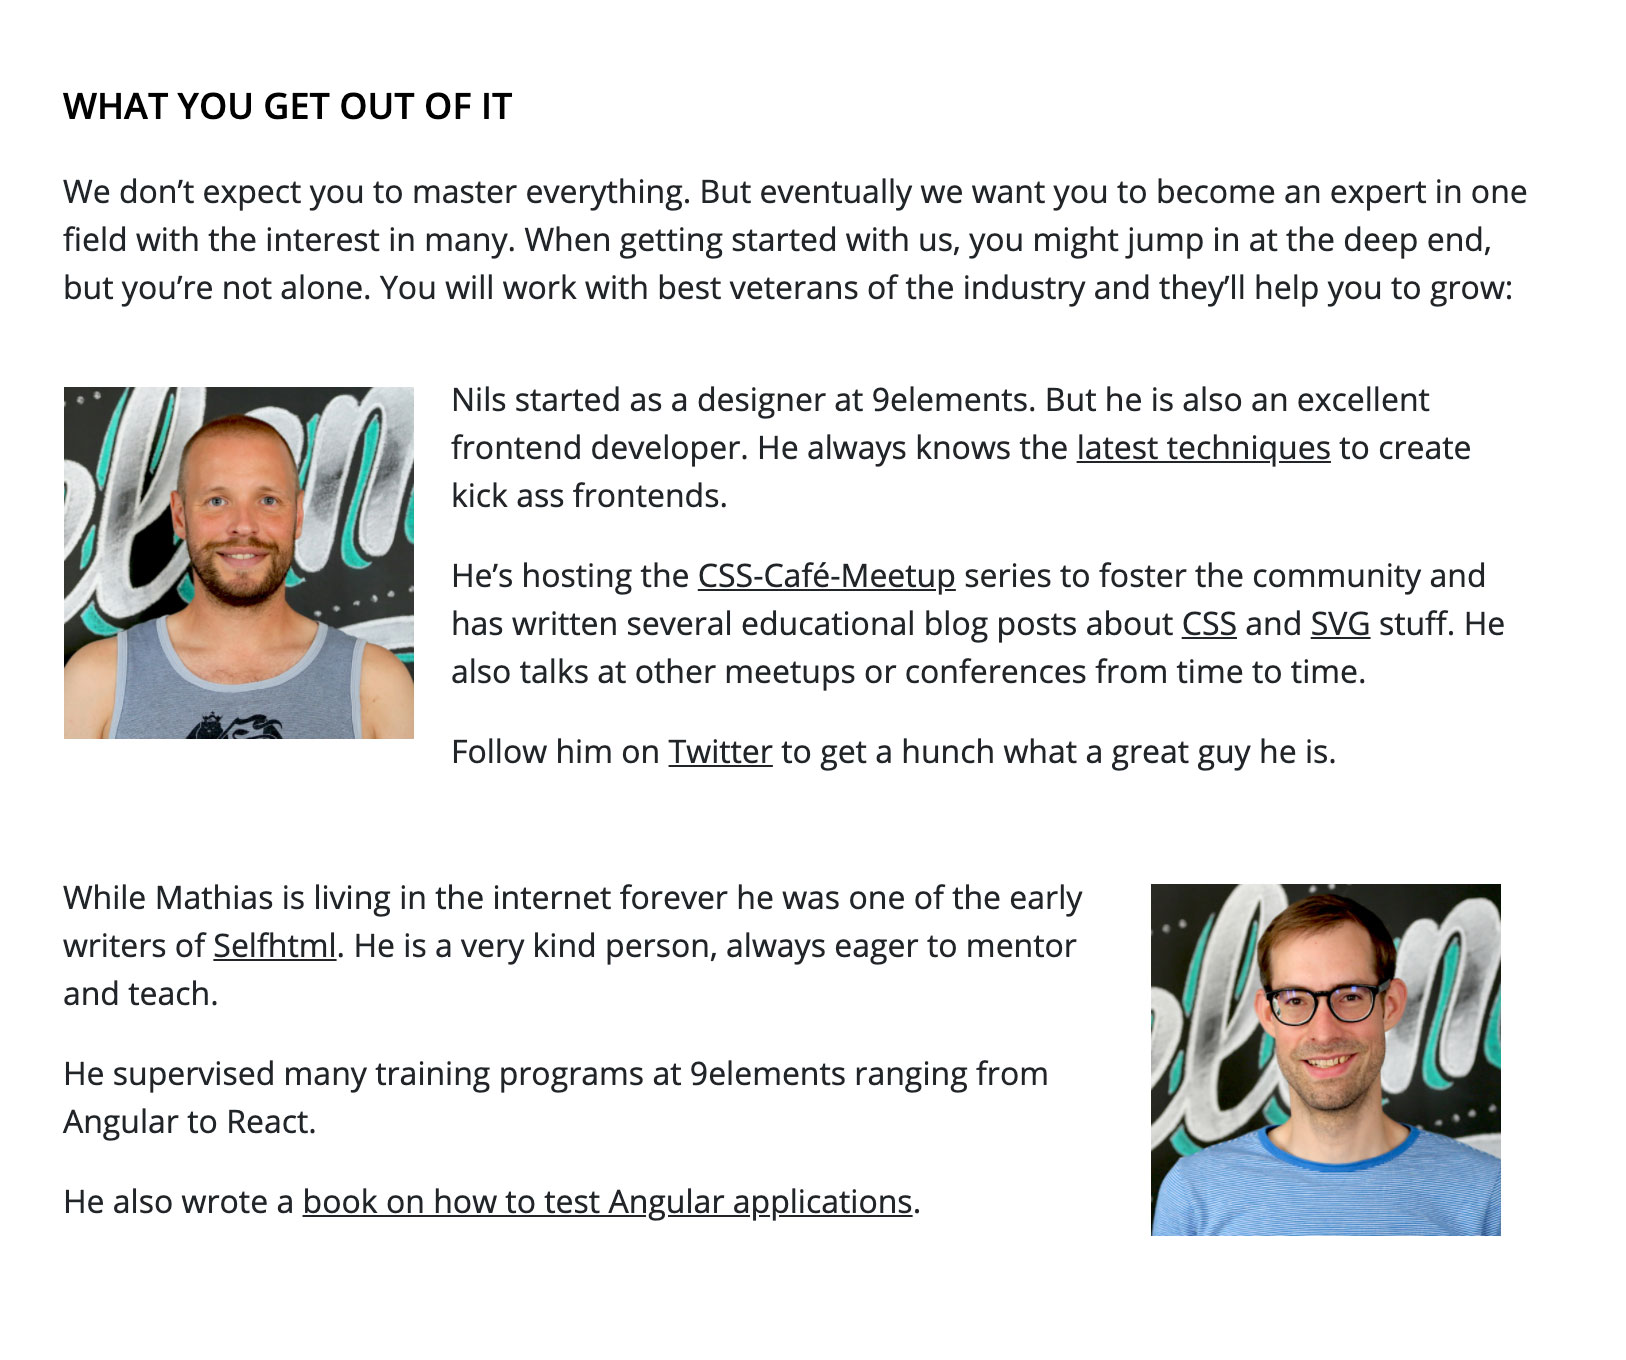 WHAT YOU GET OUT OF IT
We don’t expect you to master everything. But eventually we want you to become an expert in one
field with the interest in many. When getting started with us, you might jump in at the deep end,
but you’re not alone. You will work with best veterans of the industry and they’ll help you to grow:
Nils started as a designer at 9elements. But he is also an excellent
frontend developer. He always knows the latest techniques to create
kick ass frontends.
He’s hosting the CSS-Café-Meetup series to foster the community and
has written several educational blog posts about CSS and SVG stuff. He
also talks at other meetups or conferences from time to time.
Follow him on Twitter to get a hunch what a great guy he is.
While Mathias is living in the internet forever he was one of the early
writers of Selfhtml. He is a very kind person, always eager to mentor
and teach.
He supervised many training programs at 9elements ranging from
Angular to React.
He also wrote a book on how to test Angular applications.